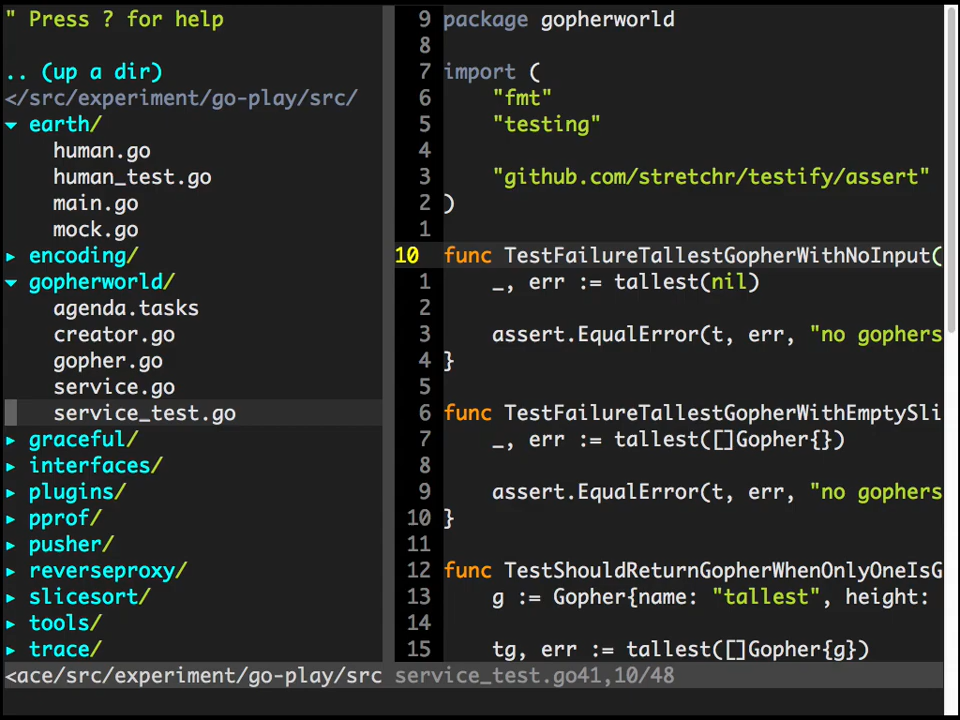 " Press ? for help
.. (up a dir)
</src/experiment/go-play/src/
▾ earth/
human.go
human_test.go
main.go
mock.go
▸ encoding/
▾ gopherworld/
agenda.tasks
creator.go
gopher.go
service.go
service_test.go
▸ graceful/
▸ interfaces/
▸ plugins/
▸ pprof/
▸ pusher/
▸ reverseproxy/
▸ slicesort/
▸ tools/
▸ trace/
<ace/src/experiment/go-play/src
9 package gopherworld
8
7 import (
6 "fmt"
5 "testing"
4
3 "github.com/stretchr/testify/assert"
2 )
1
10 func TestFailureTallestGopherWithNoInput(
1 _, err := tallest(nil)
2
3 assert.EqualError(t, err, "no gophers
4 }
5
6 func TestFailureTallestGopherWithEmptySli
7 _, err := tallest([]Gopher{})
8
9 assert.EqualError(t, err, "no gophers
10 }
11
12 func TestShouldReturnGopherWhenOnlyOneIsG
13 g := Gopher{name: "tallest", height:
14
15 tg, err := tallest([]Gopher{g})
service_test.go41,10/48